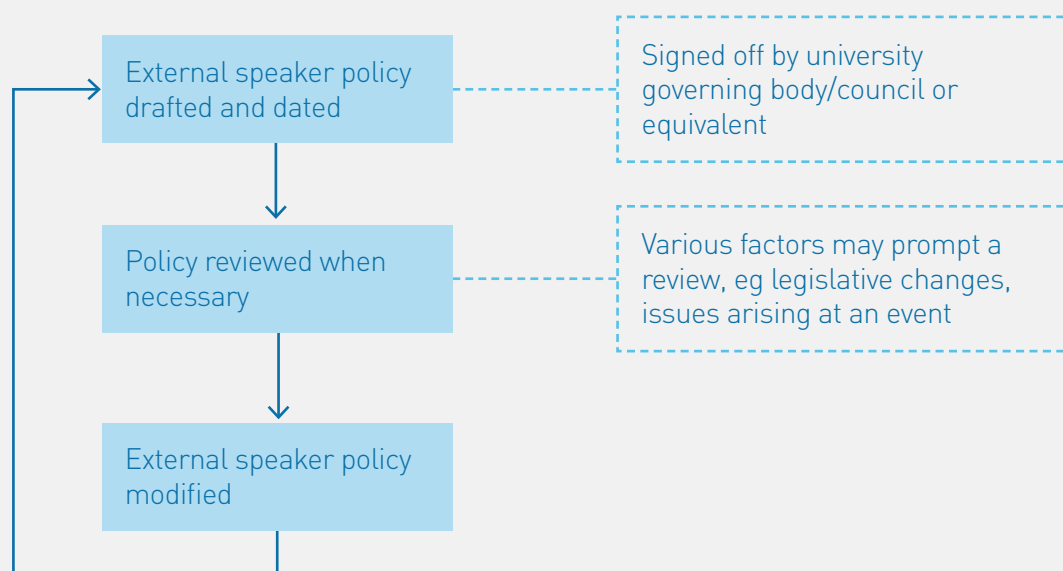 External speaker policy
drafted and dated
Signed off by university
governing body/council or
equivalent
Policy reviewed when
necessary
Various factors may prompt a
review, eg legislative changes,
issues arising at an event
External speaker policy
modified